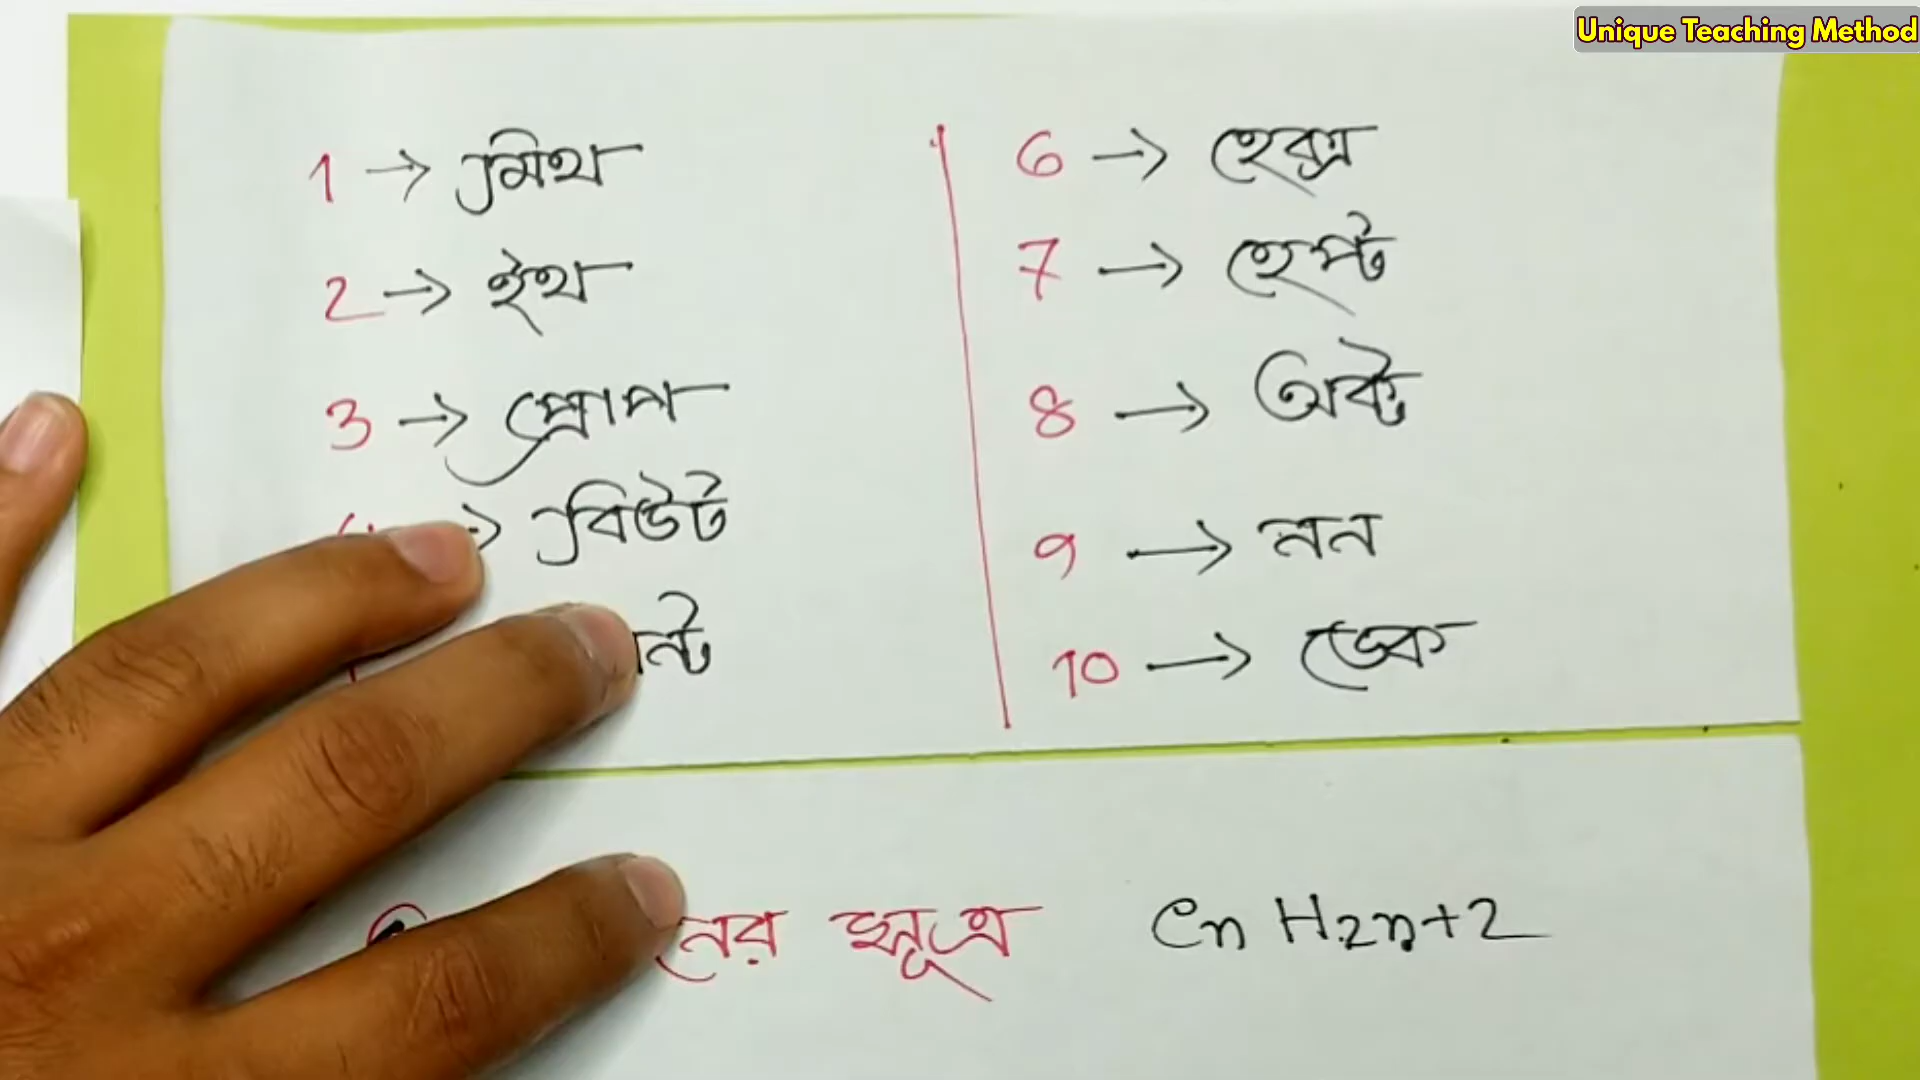 Unique Teaching Method
1 → মিথ
2 → ইথ
3 → প্রোপ
→ বিউট
ন্ট
6 → হেক্স
7 → হেপ্ট
8 → অক্ট
9 → নন
10 → ডেক
নের সূত্র CnH2n+2